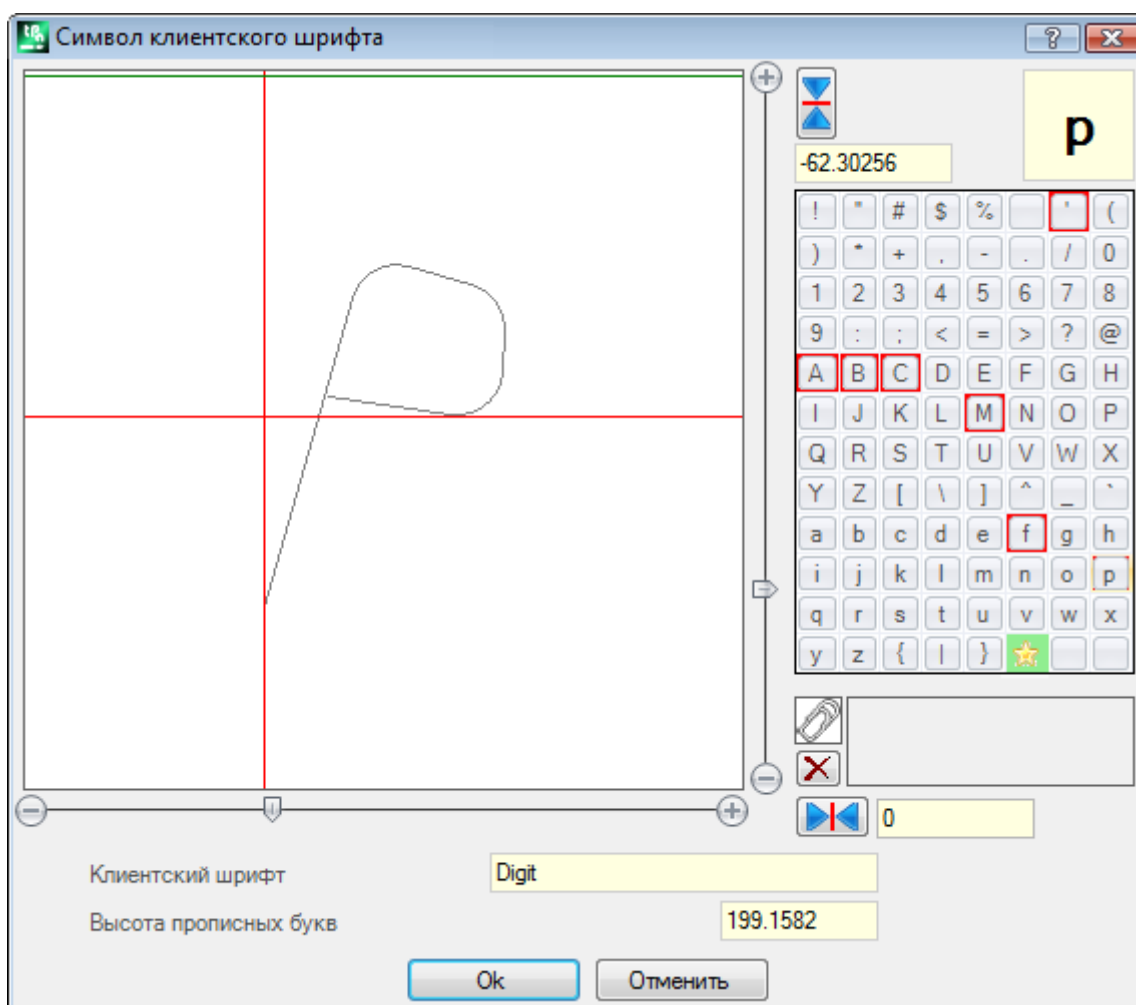 Символ клиентского шрифта
p
-62.30256
! " # $ % ' (
) * + , - . / 0
1 2 3 4 5 6 7 8
9 : ; < = > ? @
A B C D E F G H
I J K L M N O P
Q R S T U V W X
Y Z [ \ ] ^ _ `
a b c d e f g h
i j k l m n o p
q r s t u v w x
y z { | }
0
Клиентский шрифт Digit
Высота прописных букв 199.1582
Ok Отменить